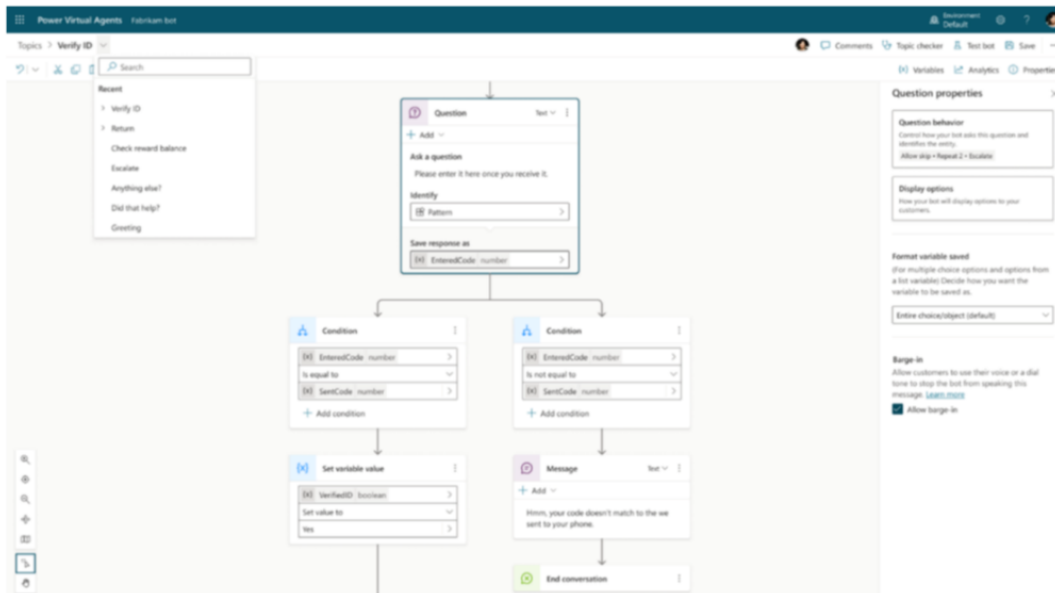 Power Virtual Agents Fabrikam bot
Environment
Default
?
Topics > Verify ID
Comments Topic checker Test bot Save
Search
Variables Analytics Propertie
Recent
Verify ID
Return
Check reward balance
Escalate
Anything else?
Did that help?
Greeting
Question Text
+ Add
Ask a question
Please enter it here once you receive it.
Identify
Pattern
Save response as
{x} EnteredCode number
Condition
{x} EnteredCode number
Is equal to
{x} SentCode number
+ Add condition
Condition
{x} EnteredCode number
Is not equal to
{x} SentCode number
+ Add condition
Set variable value
{x} VerifiedID boolean
Set value to
Yes
Message Text
+ Add
Hmm, your code doesn't match to the we
sent to your phone.
End conversation
Question properties
Question behavior
Control how your bot asks this question and
identifies the entity.
Allow skip • Repeat 2 • Escalate
Display options
How your bot will display options to your
customers.
Format variable saved
(For multiple choice options and options from
a list variable) Decide how you want the
variable to be saved as.
Entire choice/object (default)
Barge-in
Allow customers to use their voice or a dial
tone to stop the bot from speaking this
message. Learn more
Allow barge-in